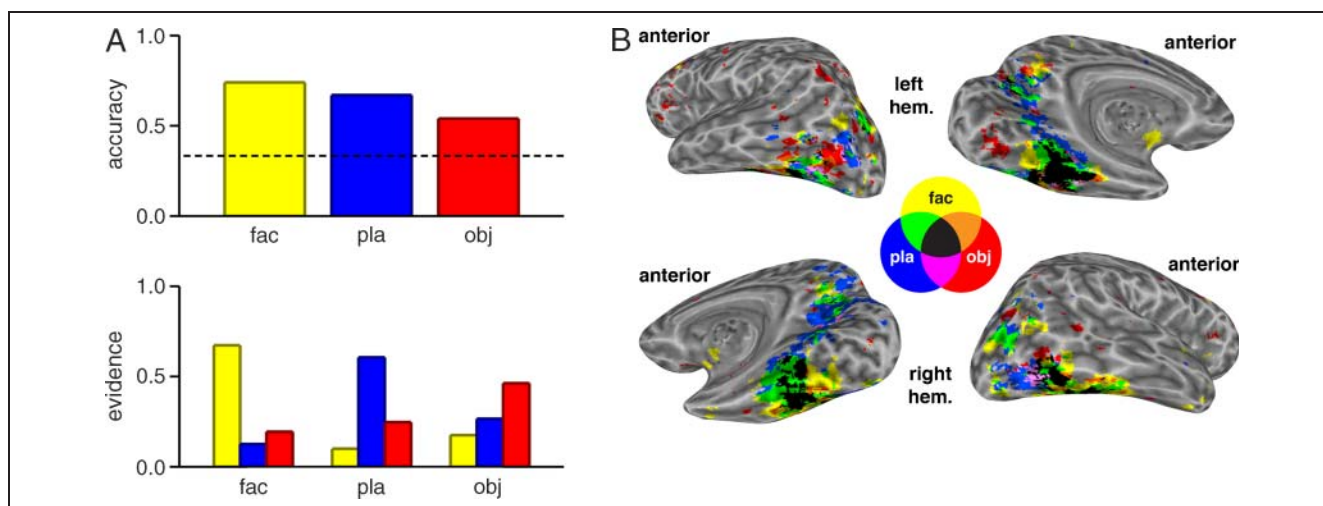 A
1.0
accuracy
0.5
0.0
fac pla obj
1.0
evidence
0.5
0.0
fac pla obj
B
anterior
anterior
left
hem.
fac
pla
obj
anterior
anterior
right
hem.